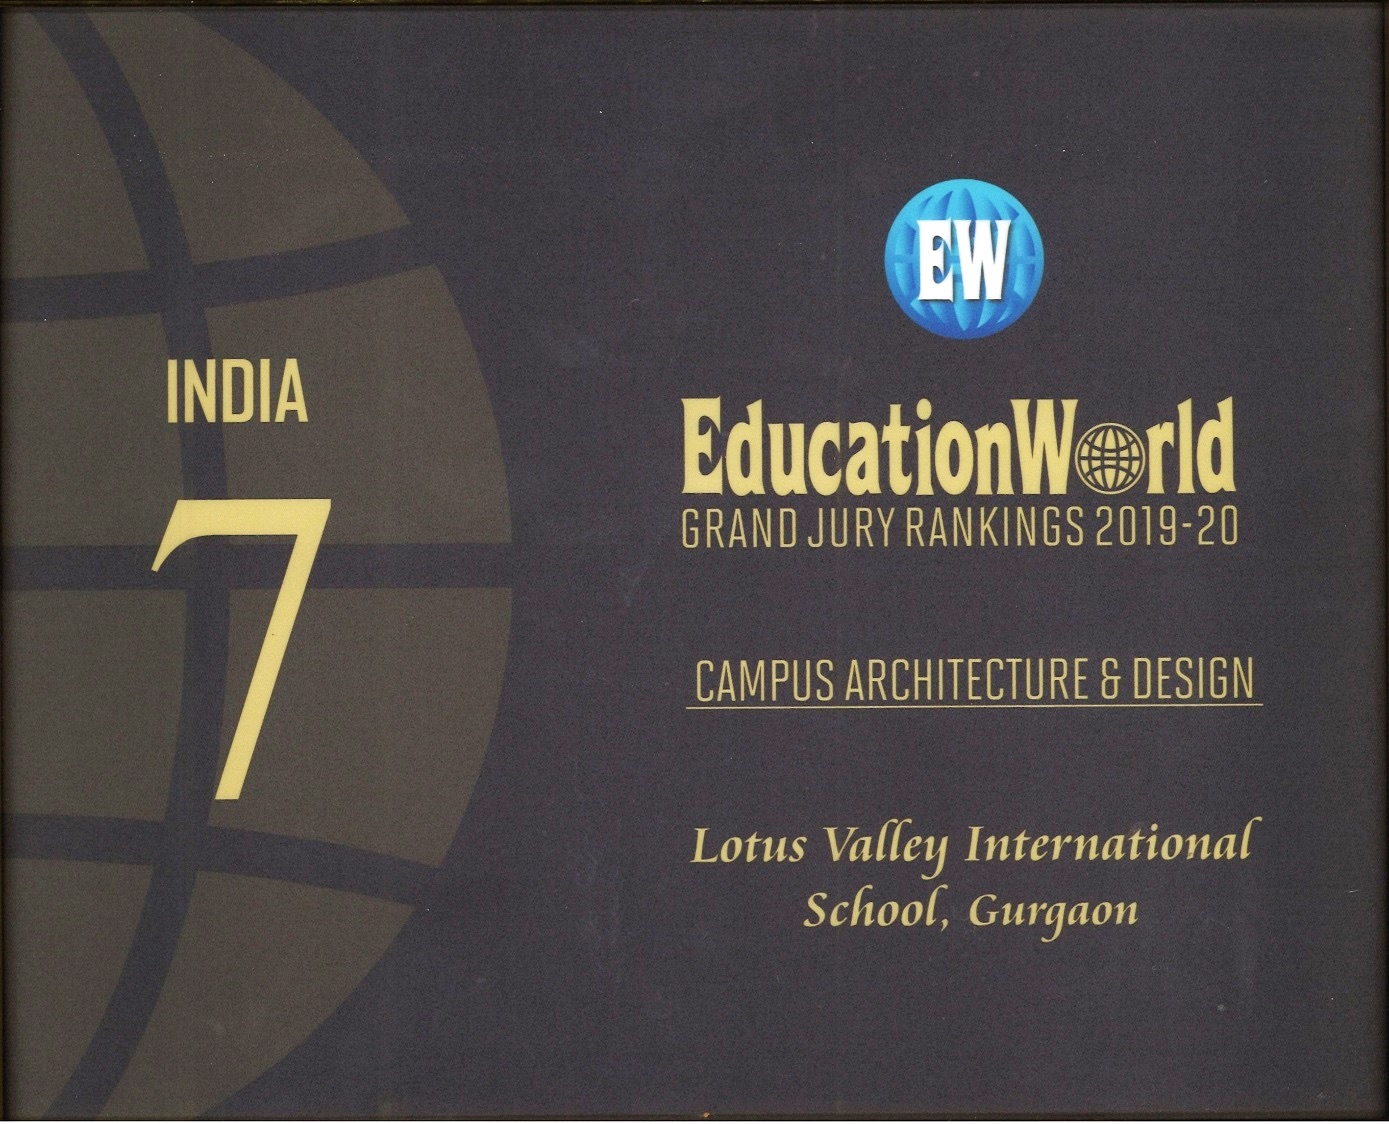 INDIA
7
EW
EducationWorld
GRAND JURY RANKINGS 2019-20
CAMPUS ARCHITECTURE & DESIGN
Lotus Valley International
School, Gurgaon